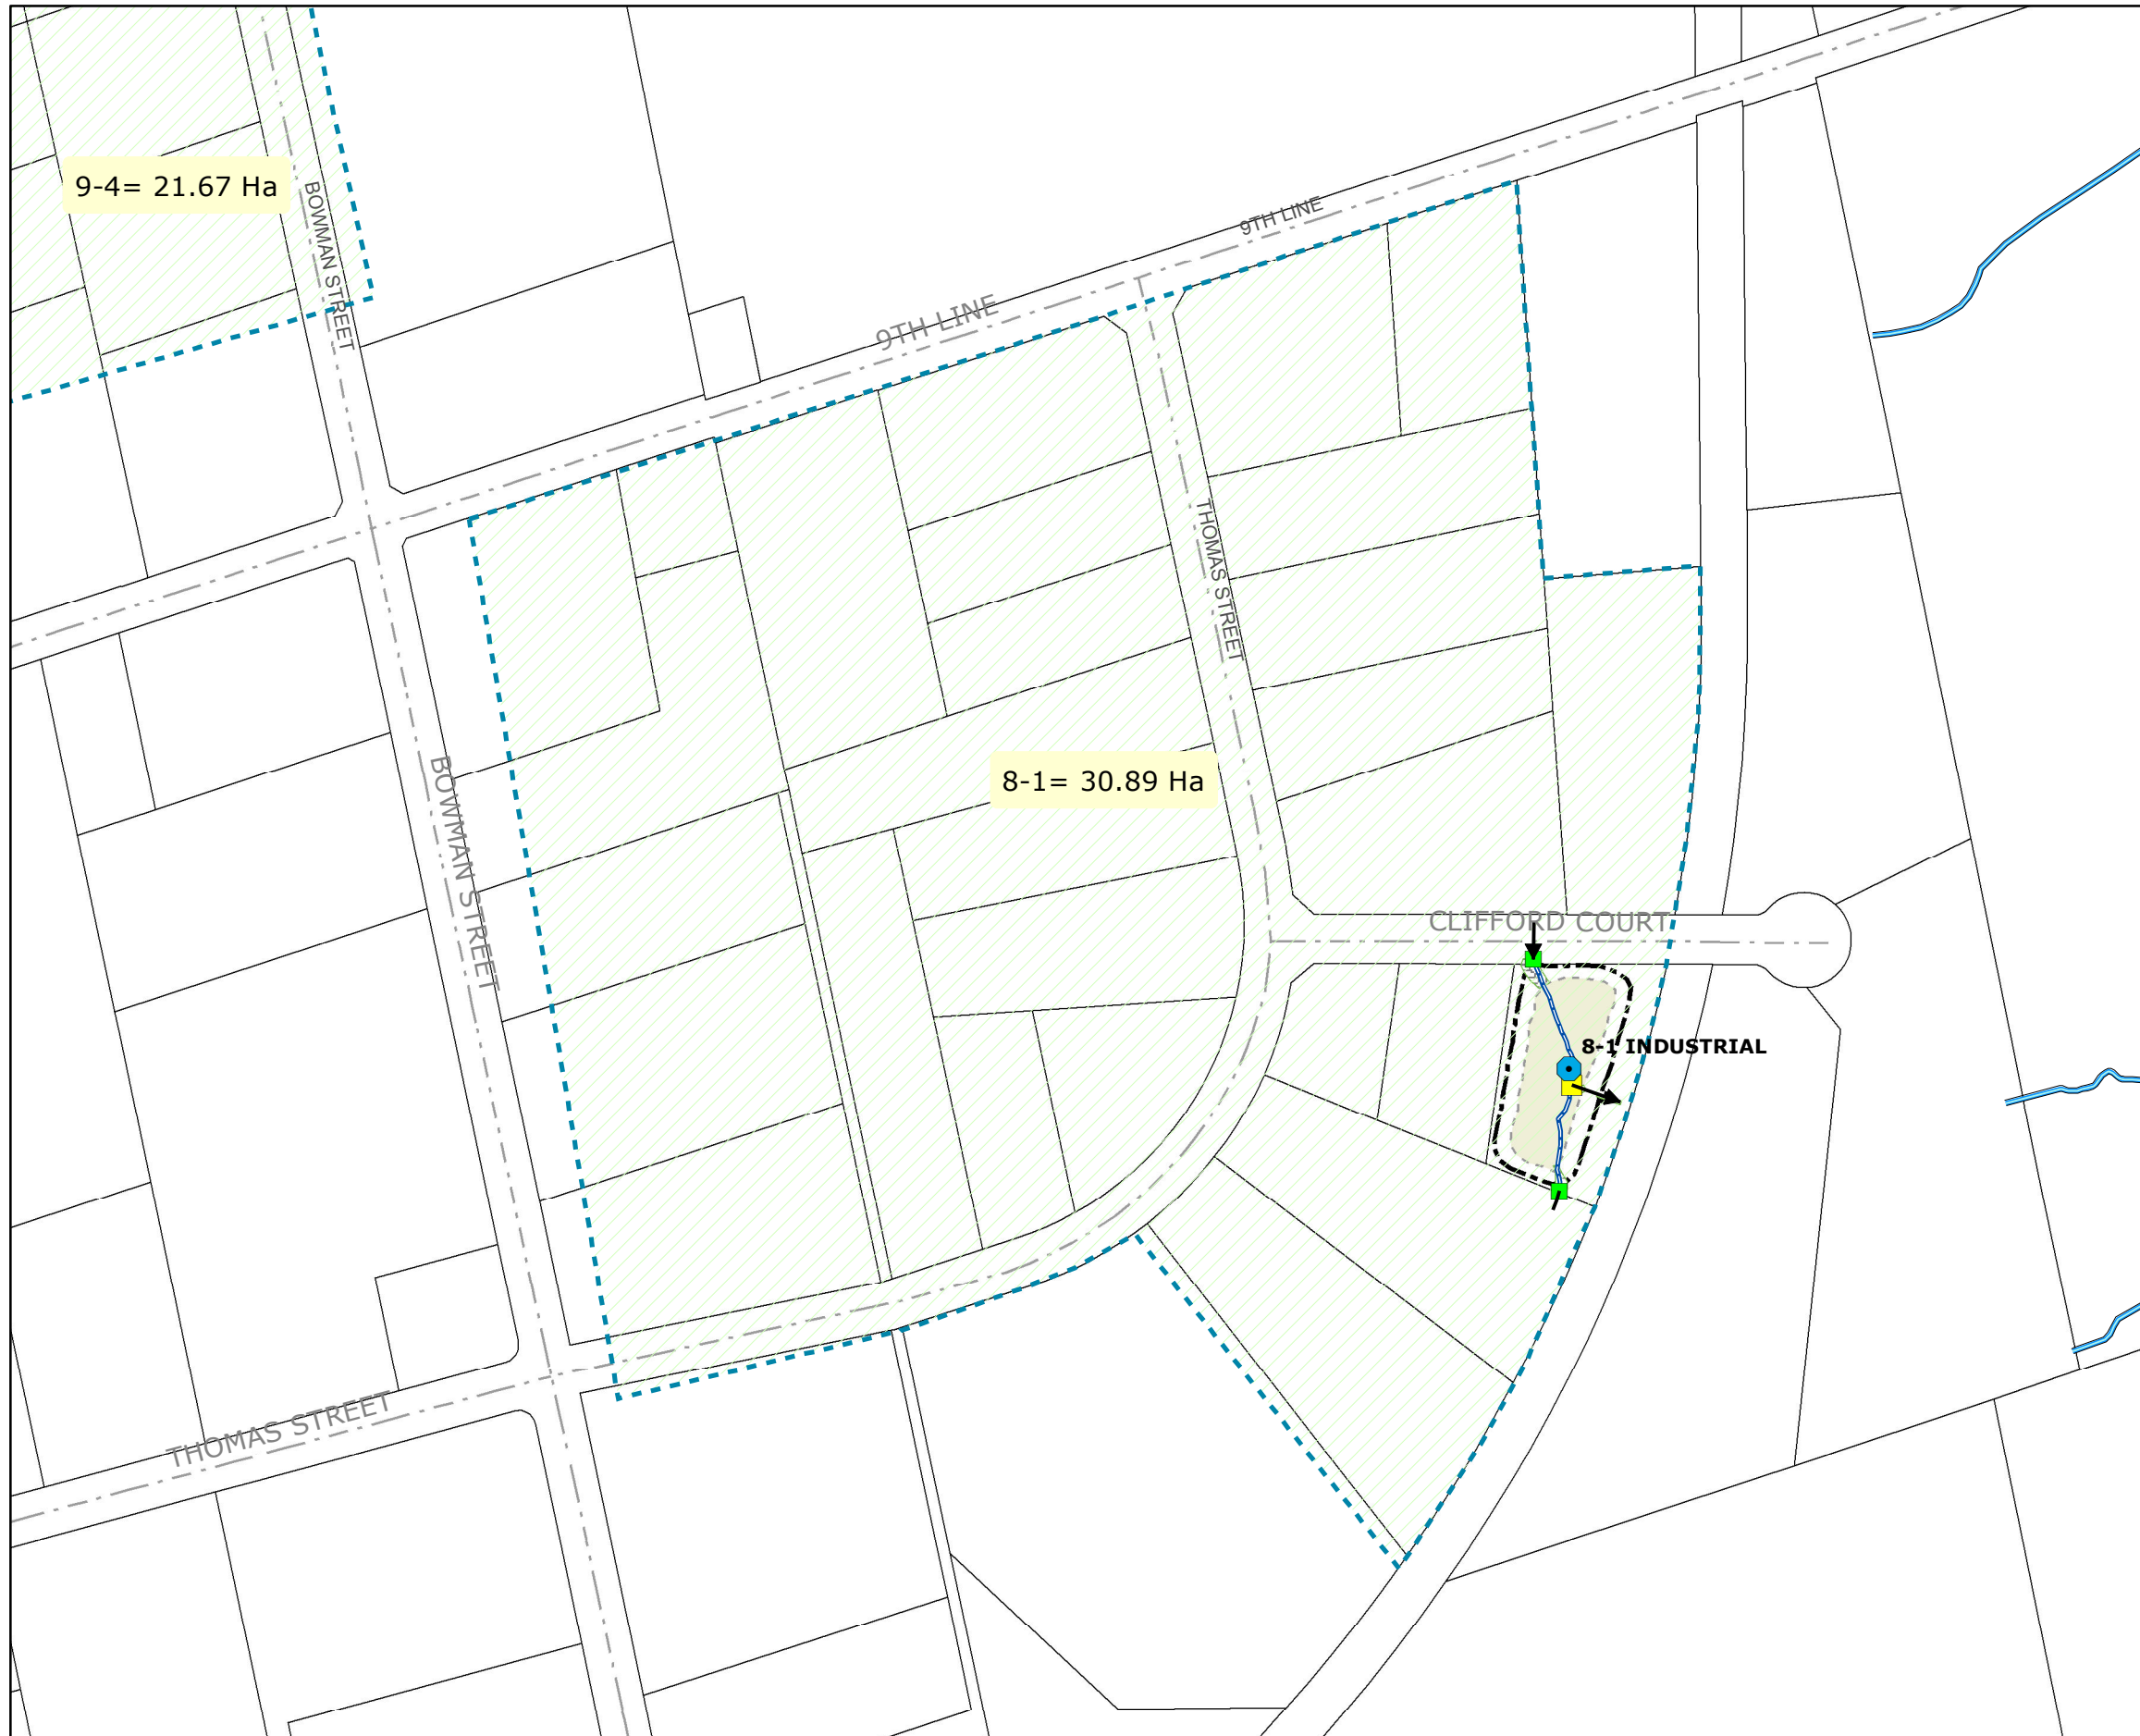 9-4= 21.67 Ha
BOWMAN STREET
9TH LINE
9TH LINE
THOMAS STREET
8-1= 30.89 Ha
BOWMAN STREET
CLIFFORD COURT
8-1 INDUSTRIAL
THOMAS STREET